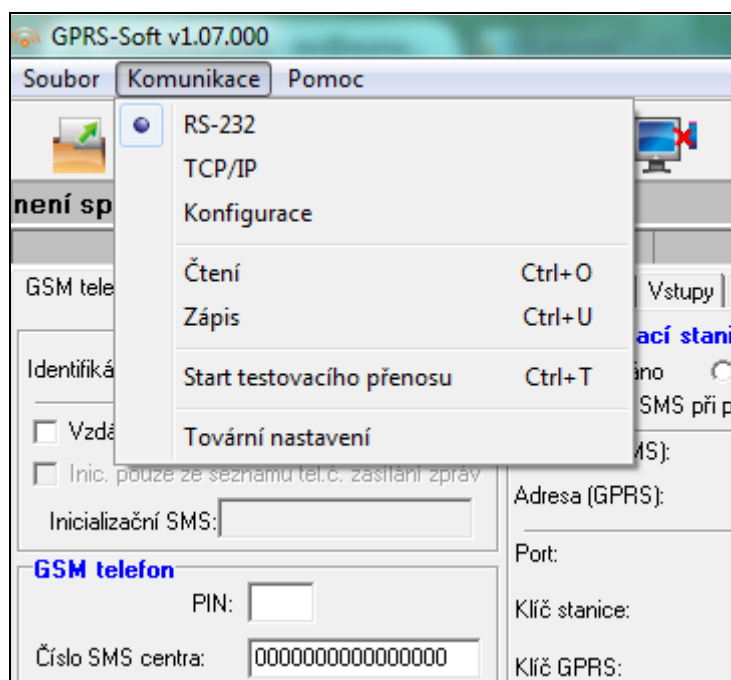 GPRS-Soft v1.07.000
Soubor Komunikace Pomoc
RS-232
TCP/IP
Konfigurace
není sp
Čtení Ctrl+O
GSM tele Vstupy
Zápis Ctrl+U
ací stani
Identifiká áno
Start testovacího přenosu Ctrl+T
SMS při p
Vzdá
Tovární nastavení
MS):
Inic. pouze ze seznamu tel.č. zasílání zpráv
Adresa (GPRS):
Inicializační SMS:
GSM telefon
Port:
PIN:
Klíč stanice:
Číslo SMS centra: 0000000000000000
Klíč GPRS: